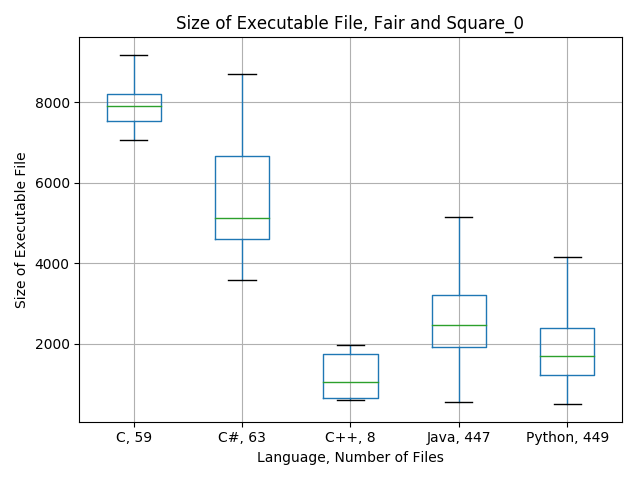 Size of Executable File, Fair and Square_0
Size of Executable File
8000
6000
4000
2000
C, 59
C#, 63
C++, 8
Java, 447
Python, 449
Language, Number of Files